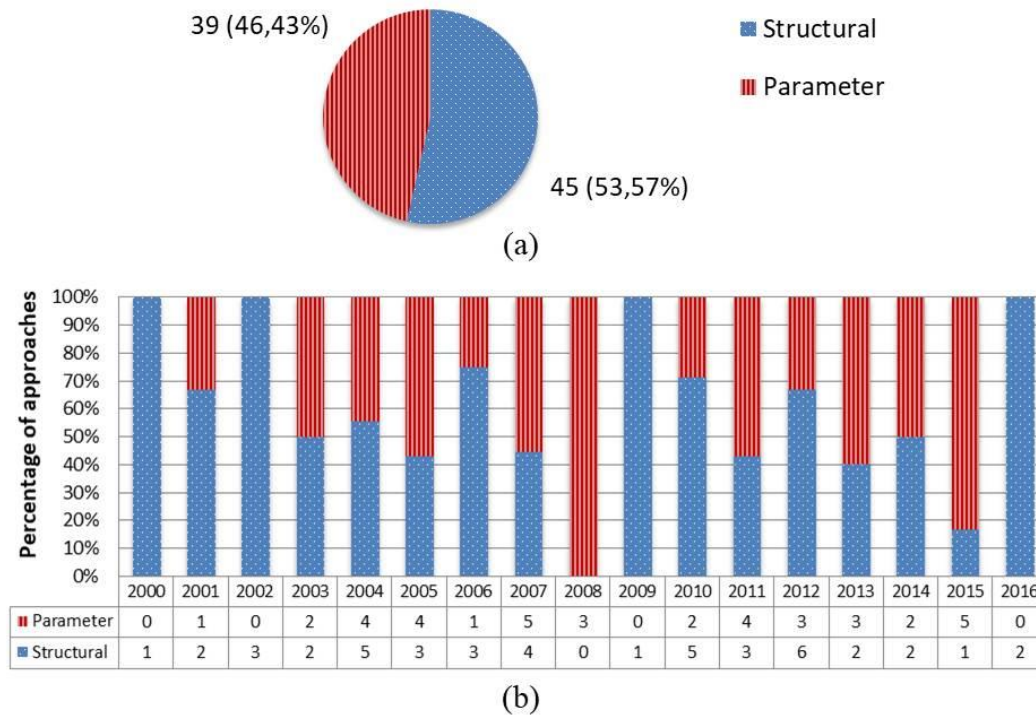 39 (46,43%)
Structural
Parameter
45 (53,57%)
(a)
Percentage of approaches
100%
90%
80%
70%
60%
50%
40%
30%
20%
10%
0%
2000 2001 2002 2003 2004 2005 2006 2007 2008 2009 2010 2011 2012 2013 2014 2015 2016
Parameter 0 1 0 2 4 4 1 5 3 0 2 4 3 3 2 5 0
Structural 1 2 3 2 5 3 3 4 0 1 5 3 6 2 2 1 2
(b)